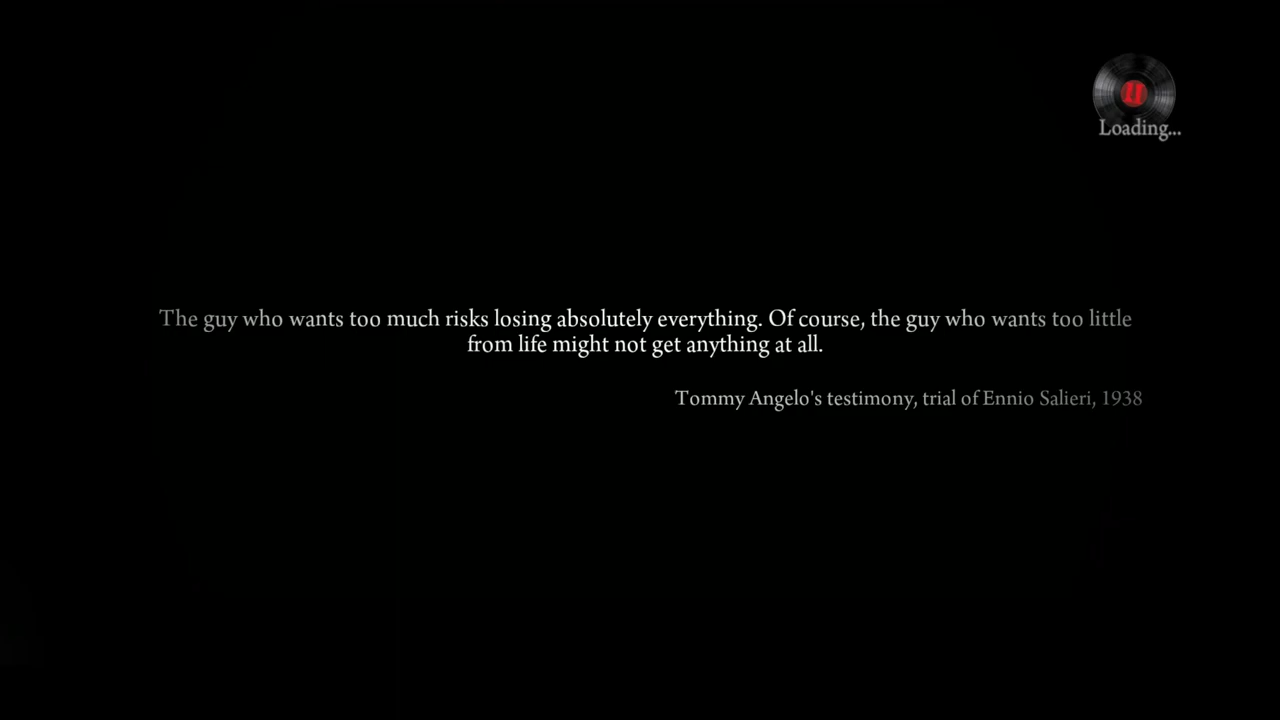 Loading...
The guy who wants too much risks losing absolutely everything. Of course, the guy who wants too little
from life might not get anything at all.
Tommy Angelo's testimony, trial of Ennio Salieri, 1938